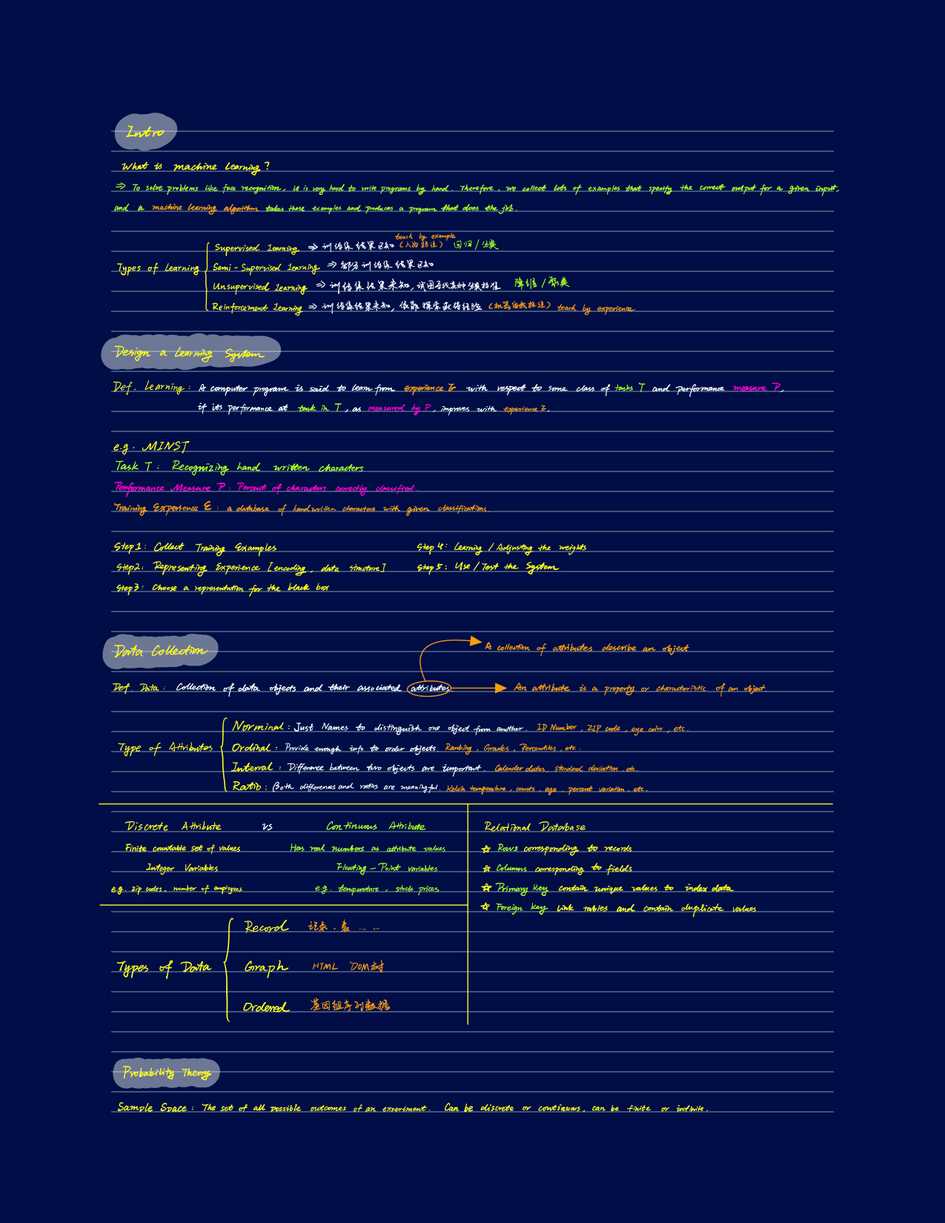 Intro
What is machine learning?
⇒ To solve problems like face recognition, it is very hard to write programs by hand. Therefore, we collect lots of examples that specify the correct output for a given input,
and a machine learning algorithm takes those examples and produces a program that does the job.
teach by example
Supervised Learning ⇒ 训练集结果已知 (人为描述) 回归/分类
Semi-Supervised Learning ⇒ 部分训练集结果已知
Types of Learning
Unsupervised Learning ⇒ 训练集结果未知, 降维/聚类
Reinforcement Learning ⇒ 训练集结果未知, 依靠探索获得经验 teach by experience
Design a Learning System
Def. Learning: A computer program is said to learn from experience E with respect to some class of tasks T and performance measure P,
if its performance at task in T, as measured by P, improves with experience E.
e.g. MINST
Task T: Recognizing hand written characters
Performance Measure P: Percent of characters correctly classified.
Training Experience E: a database of handwritten characters with given classifications.
Step 1: Collect Training Examples Step 4: Learning / Adjusting the weights
Step 2: Representing Experience [encoding, data structure] Step 5: Use / Test the System
Step 3: Choose a representation for the black box
Data Collection
A collection of attributes describe an object
Def Data: Collection of data objects and their associated attributes An attribute is a property or characteristic of an object
Norminal: Just Names to distinguish one object from another. ID Number, ZIP code, eye color, etc.
Type of Attributes Ordinal: Provide enough info to order objects. Ranking, Grades, Percentiles, etc.
Interval: Difference between two objects are important. Calendar dates, standard deviation etc.
Ratio: Both differences and ratios are meaningful. Kelvin temperature, counts, age, percent variation, etc.
Discrete Attribute vs Continuous Attribute
Finite countable set of values Has real numbers as attribute values
Integer Variables Floating-Point variables
e.g. zip codes, number of e.g. temperature, stock prices
Relational Database
☆ Rows corresponding to records
☆ Columns corresponding to fields
☆ Primary Key contain unique values to index data
☆ Foreign Key link tables and contain duplicate values
Record 记录, 表 ... ...
Types of Data Graph HTML DOM树
Ordered 基因组序列数据
Probability Theory
Sample Space: The set of all possible outcomes of an experiment. Can be discrete or continuous, can be finite or infinite.